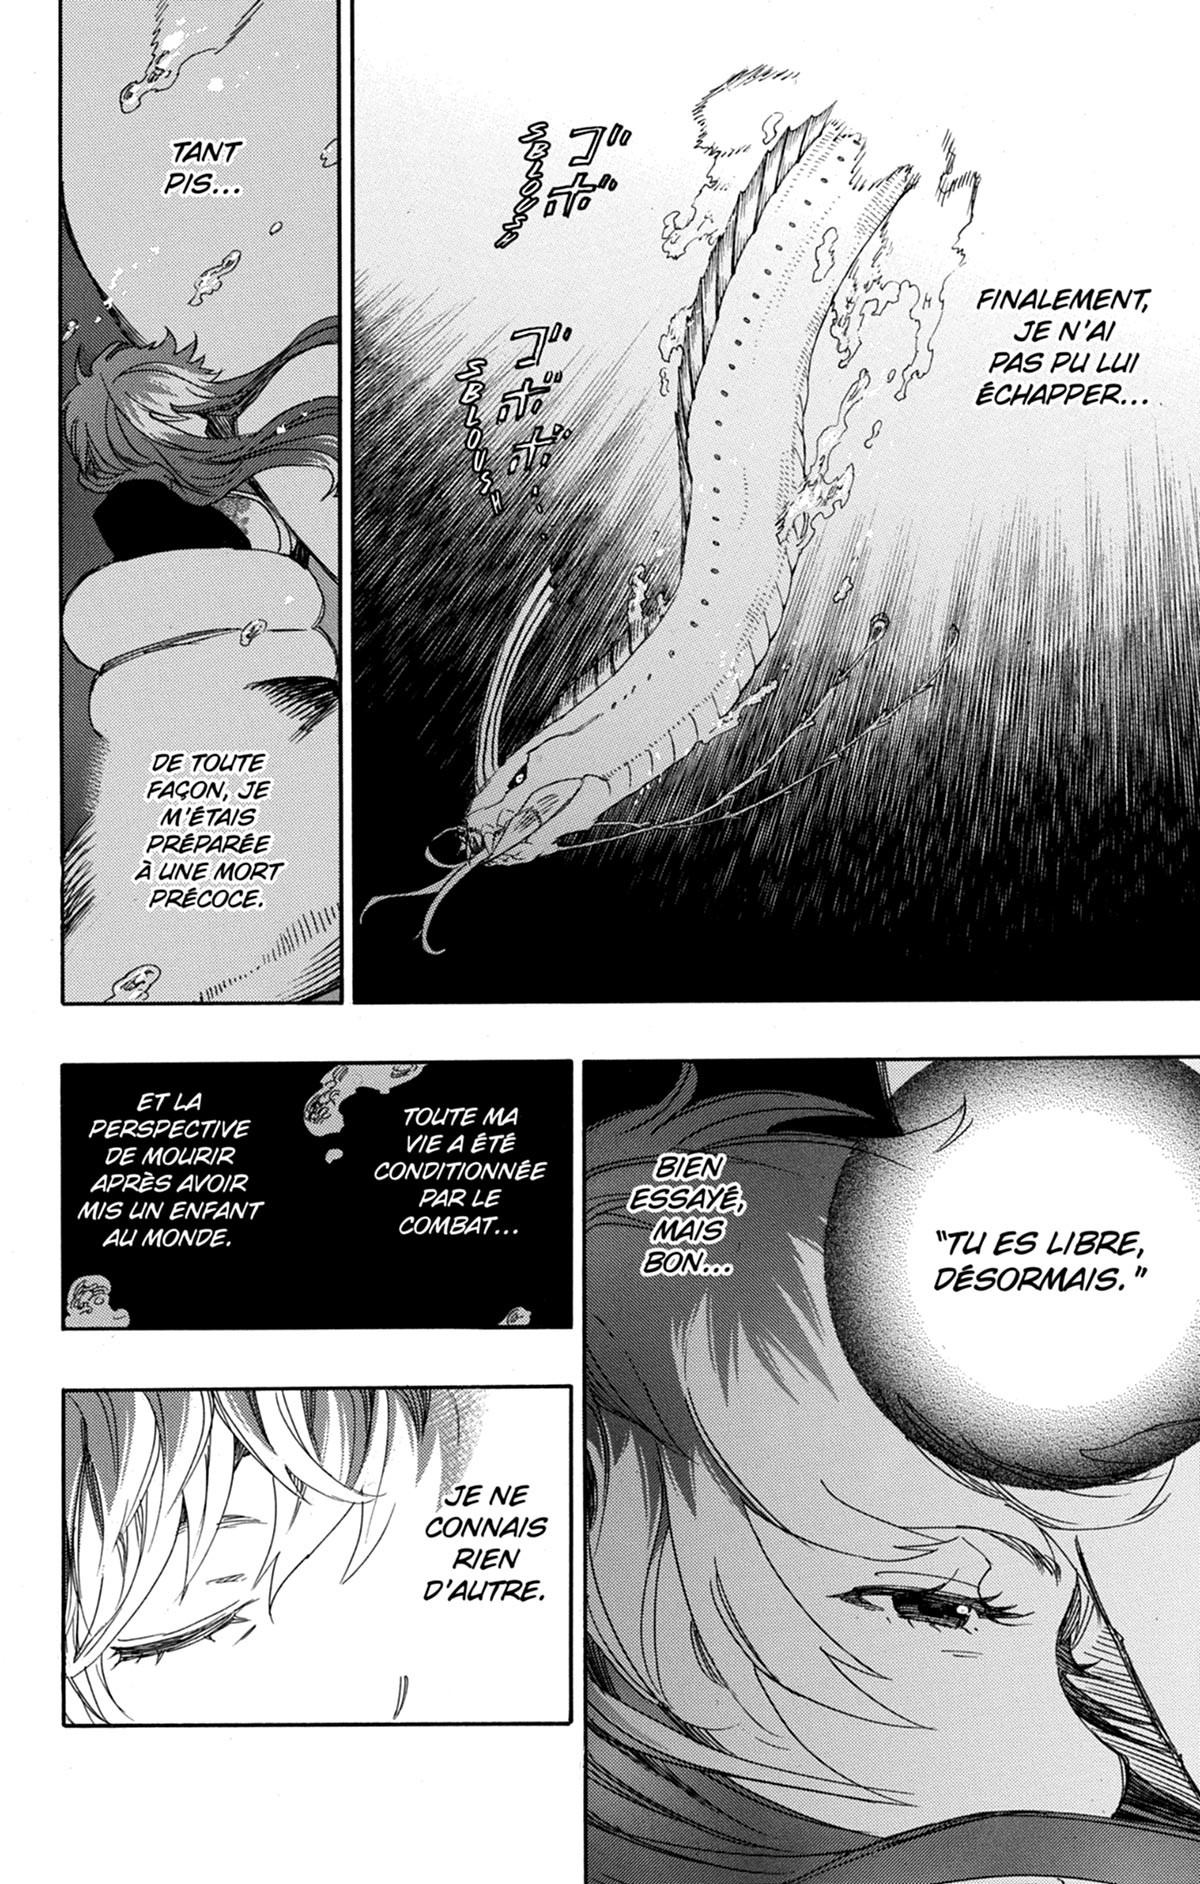 FINALEMENT,
JE N'AI
PAS PU LUI
ÉCHAPPER...
ゴボ
SBLOUSH
ゴボボ
SBLOUSH
TANT
PIS...
DE TOUTE
FAÇON, JE
M'ÉTAIS
PRÉPARÉE
À UNE MORT
PRÉCOCE.
"TU ES LIBRE,
DÉSORMAIS."
BIEN
ESSAYÉ,
MAIS
BON...
TOUTE MA
VIE A ÉTÉ
CONDITIONNÉE
PAR LE
COMBAT...
ET LA
PERSPECTIVE
DE MOURIR
APRÈS AVOIR
MIS UN ENFANT
AU MONDE.
JE NE
CONNAIS
RIEN
D'AUTRE.